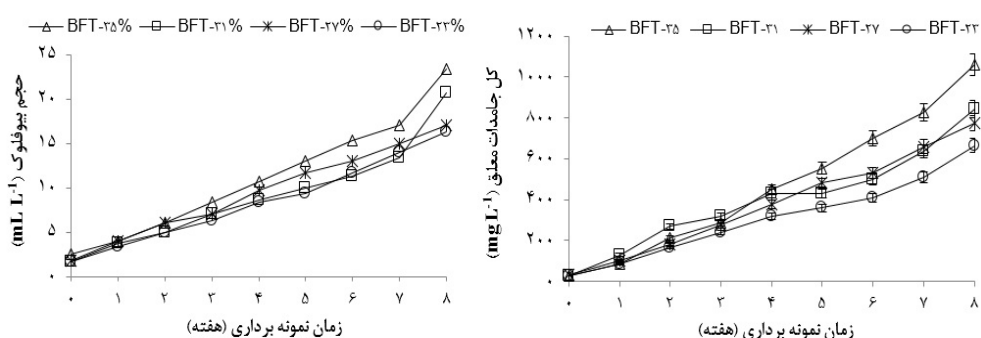 BFT-۳۵% BFT-۳۱% BFT-۲۷% BFT-۲۳%
حجم بیوفلوک (mL L⁻¹)
۲۵
۲۰
۱۵
۱۰
۵
۰
۰ ۱ ۲ ۳ ۴ ۵ ۶ ۷ ۸
زمان نمونه برداری (هفته)
BFT-۳۵ BFT-۳۱ BFT-۲۷ BFT-۲۳
کل جامدات معلق (mg L⁻¹)
۱۲۰۰
۱۰۰۰
۸۰۰
۶۰۰
۴۰۰
۲۰۰
۰
۰ ۱ ۲ ۳ ۴ ۵ ۶ ۷ ۸
زمان نمونه برداری (هفته)